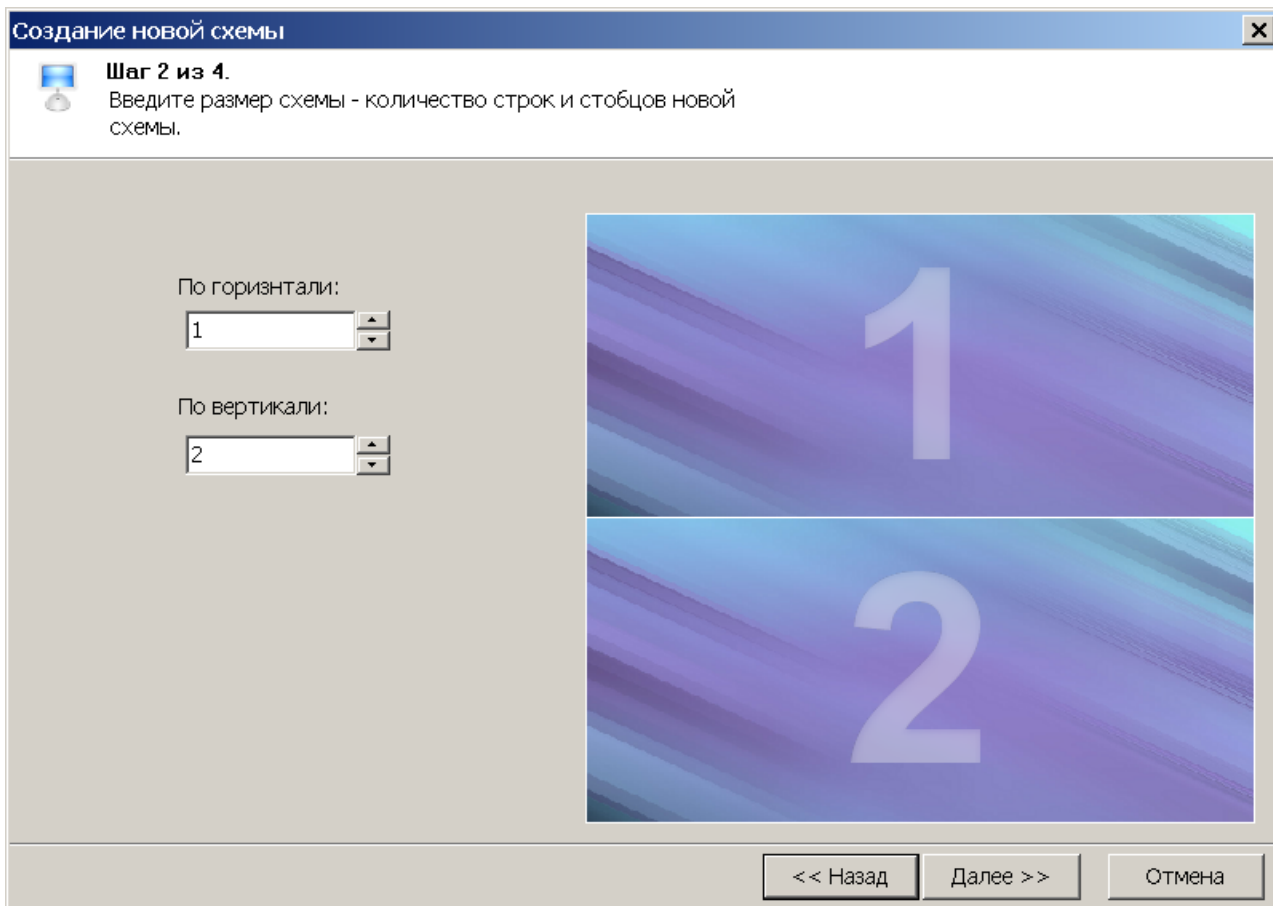 Создание новой схемы
Шаг 2 из 4.
Введите размер схемы - количество строк и стобцов новой
схемы.
По горизнтали:
1
По вертикали:
2
1
2
<< Назад
Далее >>
Отмена